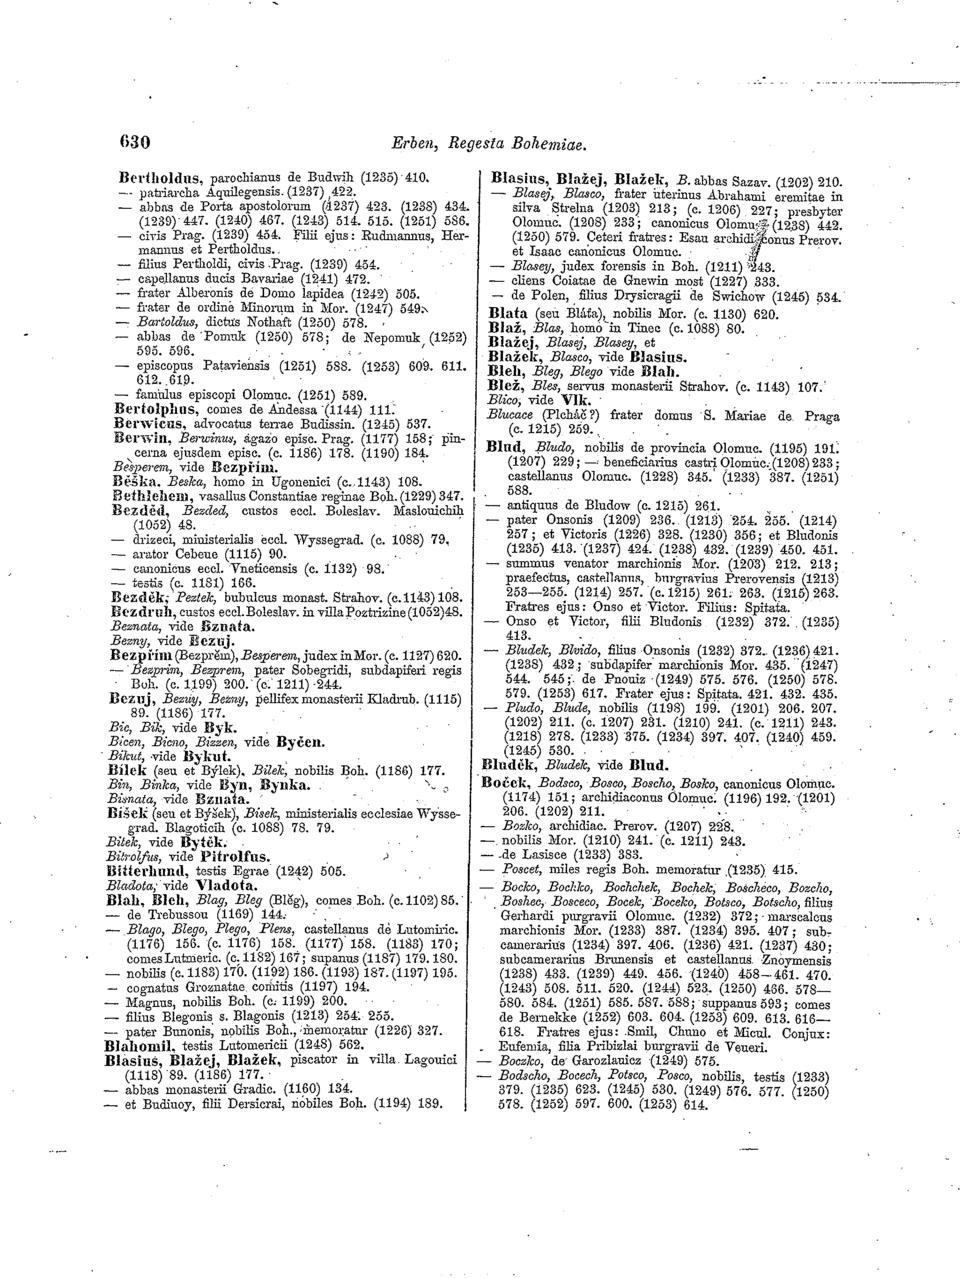 630
Erben, Regesta Bohemiae.
Bertholdus, parochianus de Budwih (1235) 410.
— patriarcha Aquilegensis. (1237) 422.
— abbas de Porta apostolorum (1237) 423. (1238) 434.
(1239) 447. (1240) 467. (1243) 514. 515. (1251) 586.
— civis Prag. (1239) 454. Filii ejus: Rudmannus, Her-
mannus et Pertholdus.
— filius Pertholdi, civis Prag. (1239) 454.
— capellanus ducis Bavariae (1241) 472.
— frater Alberonis de Domo lapidea (1242) 505.
— frater de ordine Minorum in Mor. (1247) 549.
— Bartoldus, dictus Nothaft (1250) 578.
— abbas de Pomuk (1250) 578; de Nepomuk (1252)
595. 596.
— episcopus Pataviensis (1251) 588. (1253) 609. 611.
612. 619.
— famulus episcopi Olomuc. (1251) 589.
Bertolphus, comes de Andessa (1144) 111.
Berwicus, advocatus terrae Budissin. (1245) 537.
Berwin, Berwinus, agazo episc. Prag. (1177) 158; pin-
cerna ejusdem episc. (c. 1186) 178. (1190) 184.
Besperem, vide Bezprim.
Běška, Beska, homo in Ugonenici (c. 1143) 108.
Bethlehem, vasallus Constantiae reginae Boh. (1229) 347.
Bezděd, Bezded, custos eccl. Boleslav. Maslouichih
(1052) 48.
— drizeci, ministerialis eccl. Wyssegrad. (c. 1088) 79.
— arator Cebeue (1115) 90.
— canonicus eccl. Vneticensis (c. 1132) 98.
— testis (c. 1181) 166.
Bezděk, Peztek, bubulcus monast. Strahov. (c. 1143) 108.
Bezdruh, custos eccl. Boleslav. in villa Poztrizine (1052) 48.
Beznata, vide Bznata.
Bezny, vide Bezuj.
Bezprim (Bezprěm), Besperem, judex in Mor. (c. 1127) 620.
— Bezprim, Bezprem, pater Sobegridi, subdapiferi regis
Boh. (c. 1199) 200. (c. 1211) 244.
Bezuj, Bezuy, Bezny, pellifex monasterii Kladrub. (1115)
89. (1186) 177.
Bic, Bik, vide Byk.
Bicen, Bicno, Bizzen, vide Byčen.
Bikut, vide Bykut.
Bílek (seu et Býlek), Bilek, nobilis Boh. (1186) 177.
Bin, Binka, vide Byn, Bynka.
Bisnata, vide Bznata.
Bíšek (seu et Býšek), Bisek, ministerialis ecclesiae Wysse-
grad. Blagoticih (c. 1088) 78. 79.
Bitek, vide Bytěk.
Bitrolfus, vide Pitrolfus.
Bitterhund, testis Egrae (1242) 505.
Bladota, vide Vladota.
Blah, Bleh, Blag, Bleg (Blěg), comes Boh. (c. 1102) 85.
— de Trebussou (1169) 144.
— Blago, Blego, Plego, Plens, castellanus de Lutomiric.
(1176) 156. (c. 1176) 158. (1177) 158. (1183) 170;
comes Lutmeric. (c. 1182) 167; supanus (1187) 179. 180.
— nobilis (c. 1183) 170. (1192) 186. (1193) 187. (1197) 195.
— cognatus Groznatae comitis (1197) 194.
— Magnus, nobilis Boh. (c. 1199) 200.
— filius Blegonis s. Blagonis (1213) 254. 255.
— pater Bunonis, nobilis Boh., memoratur (1226) 327.
Blahomil, testis Lutomericii (1248) 562.
Blasius, Blažej, Blažek, piscator in villa Lagouici
(1118) 89. (1186) 177.
— abbas monasterii Gradic. (1160) 134.
— et Budiuoy, filii Dersicrai, nobiles Boh. (1194) 189.
Blasius, Blažej, Blažek, B. abbas Sazav. (1202) 210.
— Blasej, Blasco, frater uterinus Abrahami eremitae in
silva Strelna (1203) 213; (c. 1206) 227; presbyter
Olomuc. (1208) 233; canonicus Olomuc. (1238) 442.
(1250) 579. Ceteri fratres: Esau archidiaconus Prerov.
et Isaac canonicus Olomuc.
— Blasey, judex forensis in Boh. (1211) 243.
— cliens Coiatae de Gnewin most (1227) 333.
— de Polen, filius Drysicragii de Swichow (1245) 534.
Blata (seu Bláta), nobilis Mor. (c. 1130) 620.
Blaž, Blas, homo in Tinec (c. 1088) 80.
Blažej, Blasej, Blasey, et
Blažek, Blasco, vide Blasius.
Bleh, Bleg, Blego vide Blah.
Blež, Bles, servus monasterii Strahov. (c. 1143) 107.
Blico, vide Vlk.
Blucace (Plcháč?) frater domus S. Mariae de Praga
(c. 1215) 259.
Blud, Bludo, nobilis de provincia Olomuc. (1195) 191.
(1207) 229; — beneficiarius castri Olomuc. (1208) 233;
castellanus Olomuc. (1228) 345. (1233) 387. (1251)
588.
— antiquus de Bludow (c. 1215) 261.
— pater Onsonis (1209) 236. (1213) 254. 255. (1214)
257; et Victoris (1226) 328. (1230) 356; et Bludonis
(1235) 413. (1237) 424. (1238) 432. (1239) 450. 451.
— summus venator marchionis Mor. (1203) 212. 213;
praefectus, castellanus, burgravius Prerovensis (1213)
253—255. (1214) 257. (c. 1215) 261. 263. (1215) 263.
Fratres ejus: Onso et Victor. Filius: Spitata.
— Onso et Victor, filii Bludonis (1232) 372. (1235)
413.
— Bludek, Blvido, filius Onsonis (1232) 372. (1236) 421.
(1238) 432; subdapifer marchionis Mor. 435. (1247)
544. 545; de Pnouiz (1249) 575. 576. (1250) 578.
579. (1253) 617. Frater ejus: Spitata. 421. 432. 435.
— Pludo, Blude, nobilis (1198) 199. (1201) 206. 207.
(1202) 211. (c. 1207) 231. (1210) 241. (c. 1211) 243.
(1218) 278. (1233) 375. (1234) 397. 407. (1240) 459.
(1245) 530.
Bluděk, Bludek, vide Blud.
Boček, Bodsco, Bosco, Boscho, Bosko, canonicus Olomuc.
(1174) 151; archidiaconus Olomuc. (1196) 192. (1201)
206. (1202) 211.
— Bozko, archidiac. Prerov. (1207) 228.
— nobilis Mor. (1210) 241. (c. 1211) 243.
— de Lasisce (1233) 383.
— Poscet, miles regis Boh. memoratur (1235) 415.
— Bocko, Bochko, Bochchek, Bochek, Boscheco, Bozcho,
Boshec, Bosceco, Bocek, Boceko, Botsco, Botscho, filius
Gerhardi purgravii Olomuc. (1232) 372; marscalcus
marchionis Mor. (1233) 387. (1234) 395. 407; sub-
camerarius (1234) 397. 406. (1236) 421. (1237) 430;
subcamerarius Brunensis et castellanus Znoymensis
(1238) 433. (1239) 449. 456. (1240) 458—461. 470.
(1243) 508. 511. 520. (1244) 523. (1250) 466. 578—
580. 584. (1251) 585. 587. 588; suppanus 593; comes
de Bernekke (1252) 603. 604. (1253) 609. 613. 616—
618. Fratres ejus: Smil, Chuno et Micul. Conjux:
Eufemia, filia Pribizlai burgravii de Veueri.
— Boczko, de Garozlauicz (1249) 575.
— Bodscho, Bocech, Potsco, Posco, nobilis, testis (1233)
379. (1235) 623. (1245) 530. (1249) 576. 577. (1250)
578. (1252) 597. 600. (1253) 614.